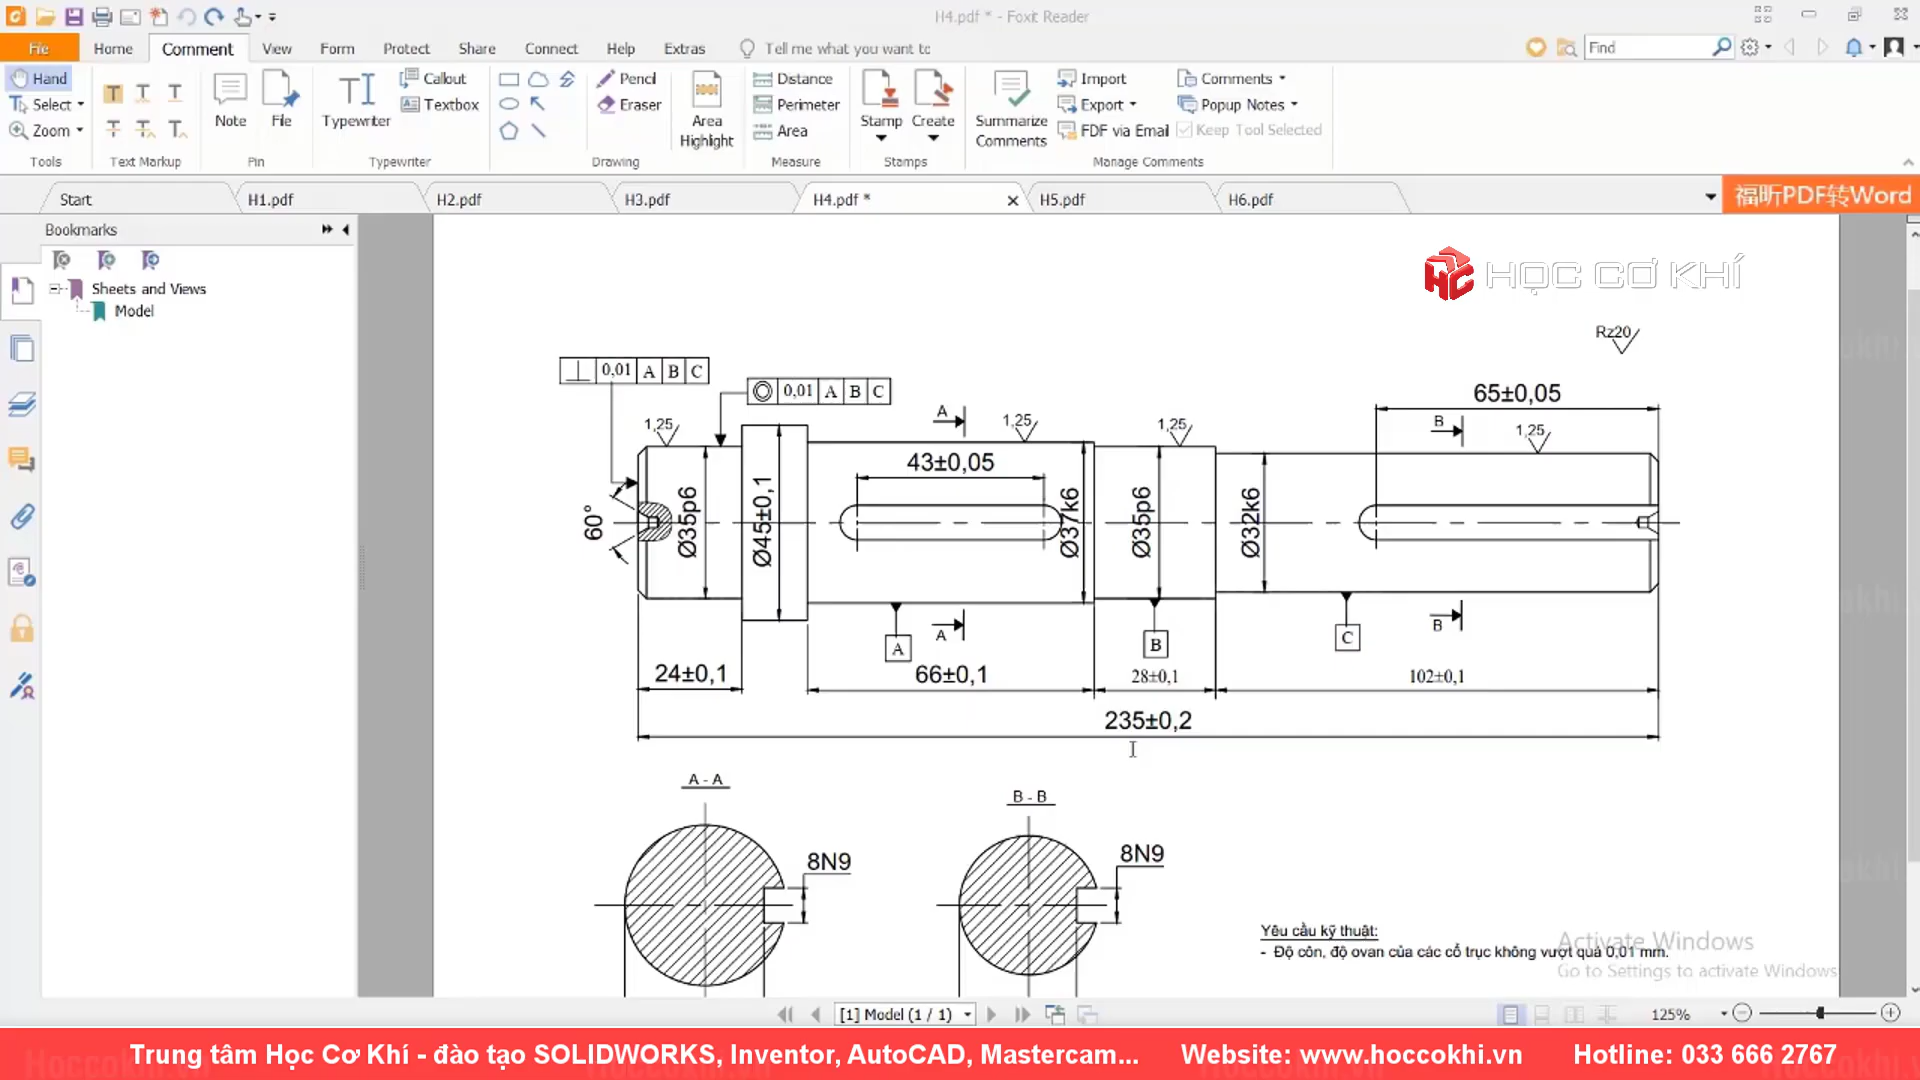 H4.pdf * - Foxit Reader
File Home Comment View Form Protect Share Connect Help Extras Tell me what you want to Find
Hand
Select
Zoom
Tools
Text Markup
Note
File
Pin
Typewriter
Callout
Textbox
Typewriter
Pencil
Eraser
Drawing
Area Highlight
Distance
Perimeter
Area
Measure
Stamp
Create
Stamps
Summarize Comments
Import
Export
FDF via Email
Comments
Popup Notes
Keep Tool Selected
Manage Comments
Start H1.pdf H2.pdf H3.pdf H4.pdf * H5.pdf H6.pdf 福昕PDF转Word
Bookmarks
Sheets and Views
Model
HỌC CƠ KHÍ
Rz20
0,01 A B C
0,01 A B C
65±0,05
1,25
A
1,25
1,25
B
1,25
43±0,05
60°
Ø35p6
Ø45±0,1
Ø37k6
Ø35p6
Ø32k6
A
A
B
C
B
24±0,1
66±0,1
28±0,1
102±0,1
235±0,2
A - A
B - B
8N9
8N9
Yêu cầu kỹ thuật:
- Độ côn, độ ovan của các cổ trục không vượt quá 0,01 mm.
Activate Windows
Go to Settings to activate Windows
[1] Model (1 / 1)
125%
Trung tâm Học Cơ Khí - đào tạo SOLIDWORKS, Inventor, AutoCAD, Mastercam... Website: www.hoccokhi.vn Hotline: 033 666 2767